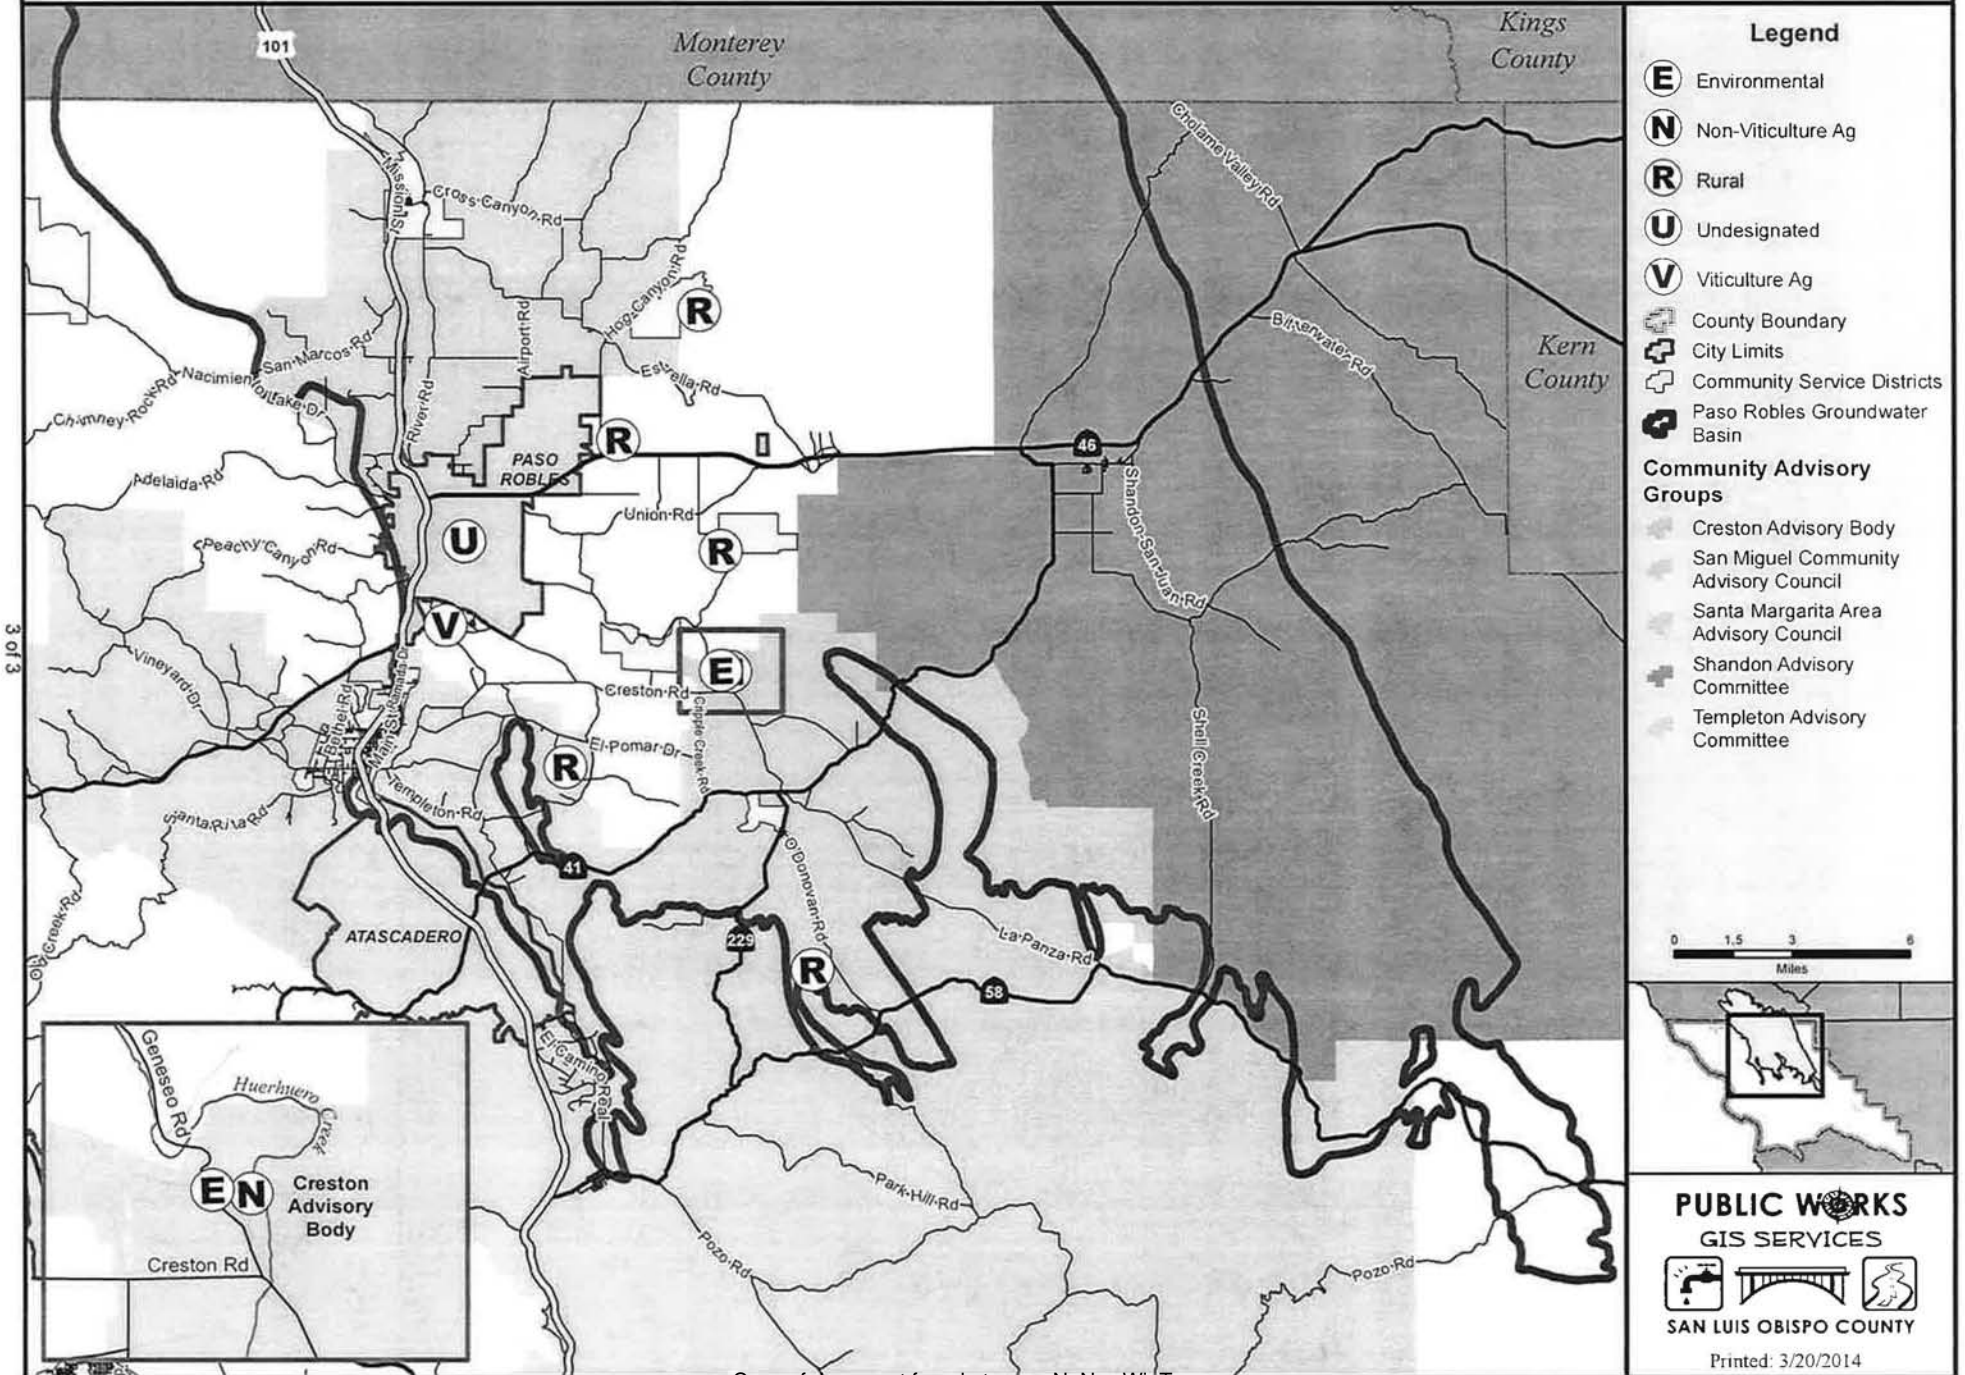 Monterey
County
Kings
County
Kern
County
101
Mission St
Cross Canyon Rd
Cholame Valley Rd
Hog Canyon Rd
R
Airport Rd
San Marcos Rd
Estrella Rd
Bitterwater Rd
Chimney Rock Rd
River Rd
R
46
PASO
ROBLES
Adelaida Rd
Union Rd
Shandon San Juan Rd
Peachy Canyon Rd
U
R
V
3 of 3
Vineyard Dr
Ramada Dr
E
Creston Rd
Bethel Rd
Main St
Cripple Creek Rd
Shell Creek Rd
El Pomar Dr
R
Templeton Rd
Santa Rita Rd
41
O'Donovan Rd
ATASCADERO
229
La Panza Rd
R
58
El Camino Real
Park Hill Rd
Pozo Rd
Pozo Rd
Geneseo Rd
Huerhuero
Creek
E N
Creston
Advisory
Body
Creston Rd
Legend
E Environmental
N Non-Viticulture Ag
R Rural
U Undesignated
V Viticulture Ag
County Boundary
City Limits
Community Service Districts
Paso Robles Groundwater
Basin
Community Advisory
Groups
Creston Advisory Body
San Miguel Community
Advisory Council
Santa Margarita Area
Advisory Council
Shandon Advisory
Committee
Templeton Advisory
Committee
0 1.5 3 6
Miles
PUBLIC WORKS
GIS SERVICES
SAN LUIS OBISPO COUNTY
Printed: 3/20/2014